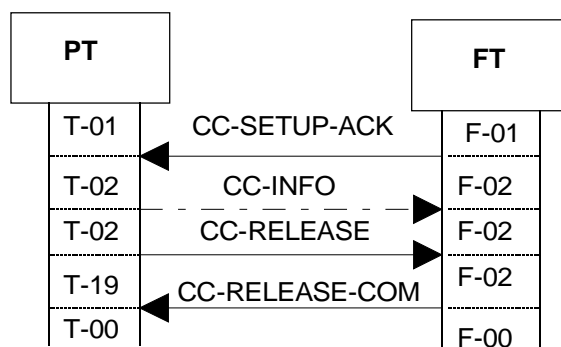 PT FT
T-01 CC-SETUP-ACK F-01
T-02 CC-INFO F-02
T-02 CC-RELEASE F-02
T-19 CC-RELEASE-COM F-02
T-00 F-00